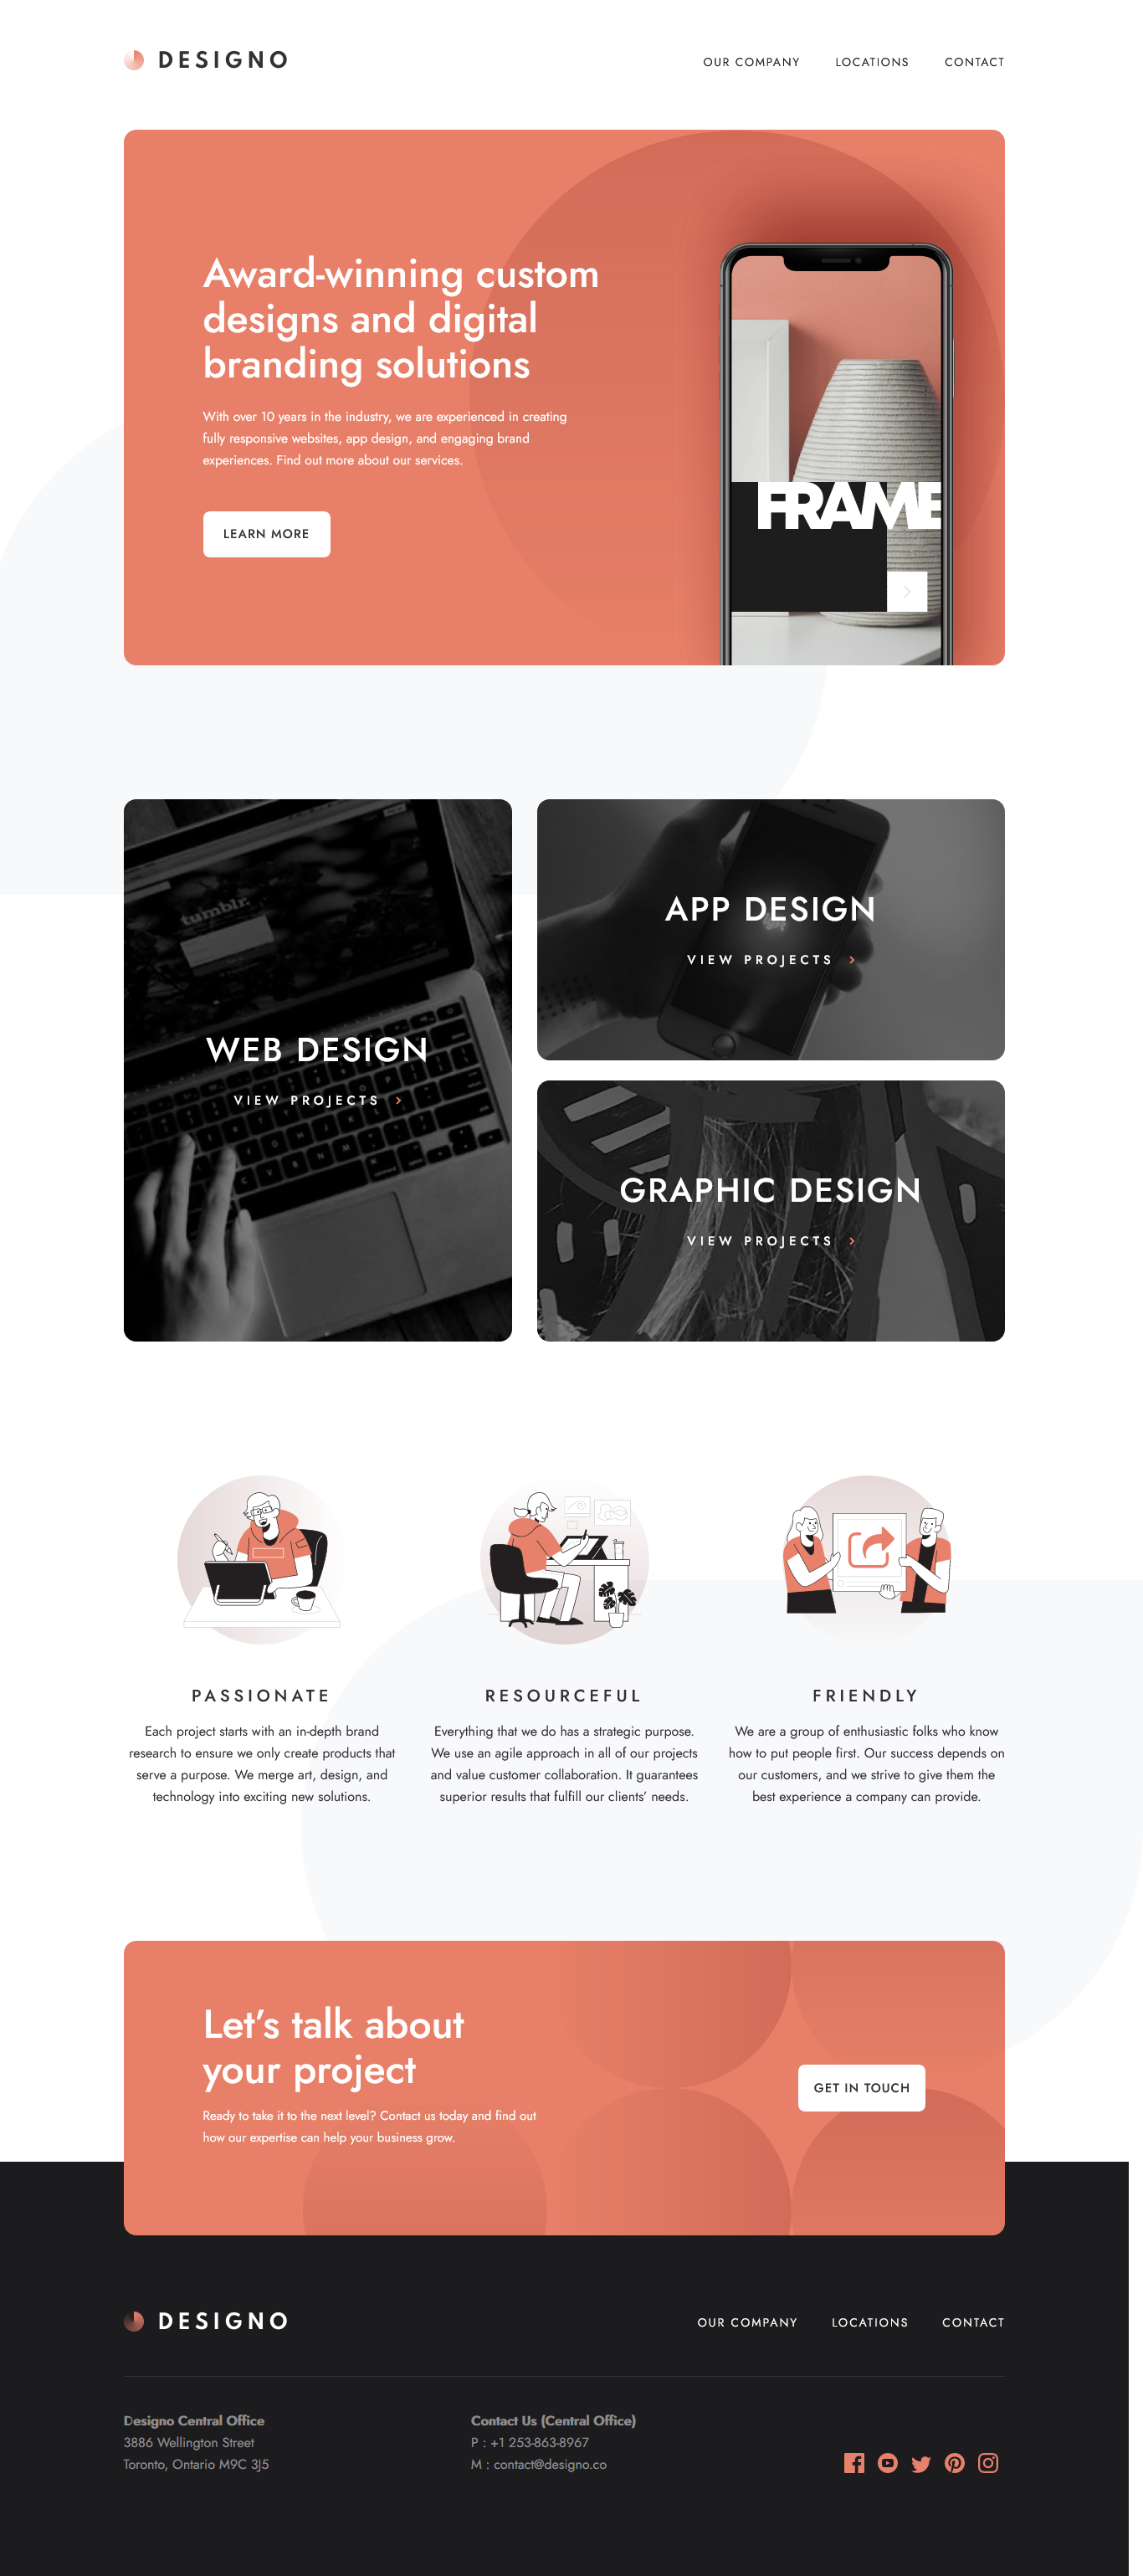 DESIGNO
OUR COMPANY
LOCATIONS
CONTACT
Award-winning custom
designs and digital
branding solutions
With over 10 years in the industry, we are experienced in creating
fully responsive websites, app design, and engaging brand
experiences. Find out more about our services.
LEARN MORE
FRAME
tumblr.
WEB DESIGN
VIEW PROJECTS
APP DESIGN
VIEW PROJECTS
GRAPHIC DESIGN
VIEW PROJECTS
PASSIONATE
Each project starts with an in-depth brand
research to ensure we only create products that
serve a purpose. We merge art, design, and
technology into exciting new solutions.
RESOURCEFUL
Everything that we do has a strategic purpose.
We use an agile approach in all of our projects
and value customer collaboration. It guarantees
superior results that fulfill our clients’ needs.
FRIENDLY
We are a group of enthusiastic folks who know
how to put people first. Our success depends on
our customers, and we strive to give them the
best experience a company can provide.
Let’s talk about
your project
Ready to take it to the next level? Contact us today and find out
how our expertise can help your business grow.
GET IN TOUCH
DESIGNO
OUR COMPANY
LOCATIONS
CONTACT
Designo Central Office
3886 Wellington Street
Toronto, Ontario M9C 3J5
Contact Us (Central Office)
P : +1 253-863-8967
M : contact@designo.co